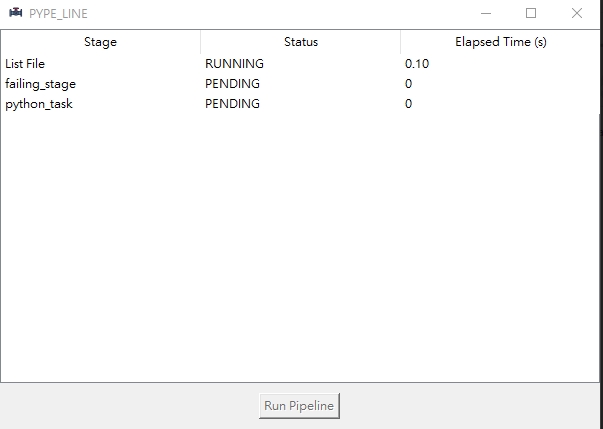 PYPE_LINE
Stage Status Elapsed Time (s)
List File RUNNING 0.10
failing_stage PENDING 0
python_task PENDING 0
Run Pipeline